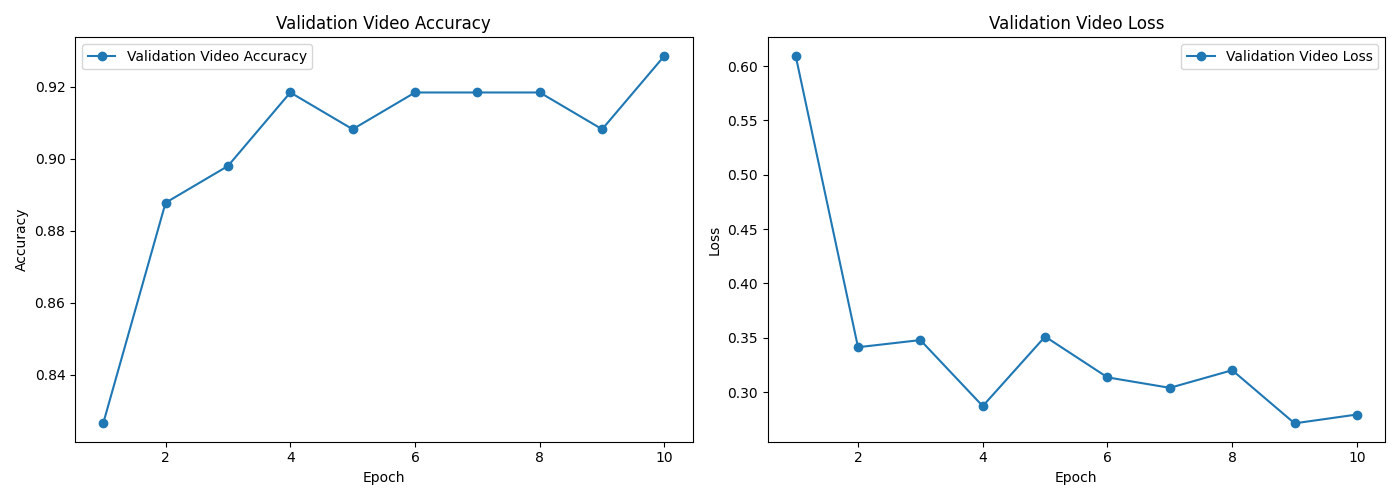 Validation Video Accuracy
Validation Video Accuracy
0.92
0.90
0.88
0.86
0.84
Accuracy
2 4 6 8 10
Epoch
Validation Video Loss
Validation Video Loss
0.60
0.55
0.50
0.45
0.40
0.35
0.30
Loss
2 4 6 8 10
Epoch